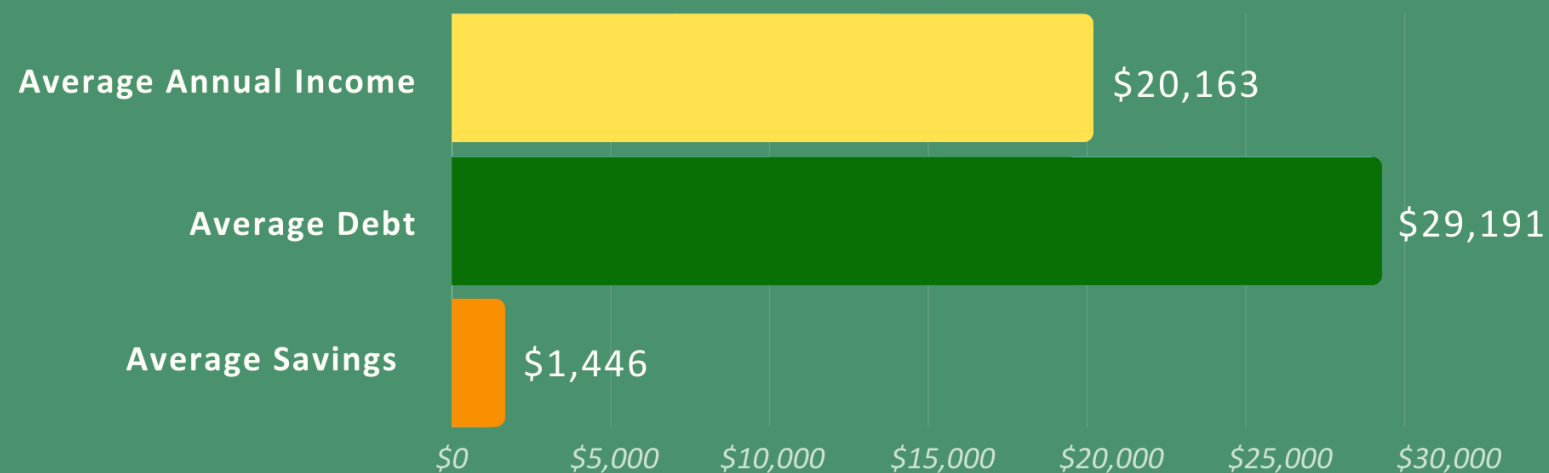 Average Annual Income $20,163
Average Debt $29,191
Average Savings $1,446
$0 $5,000 $10,000 $15,000 $20,000 $25,000 $30,000